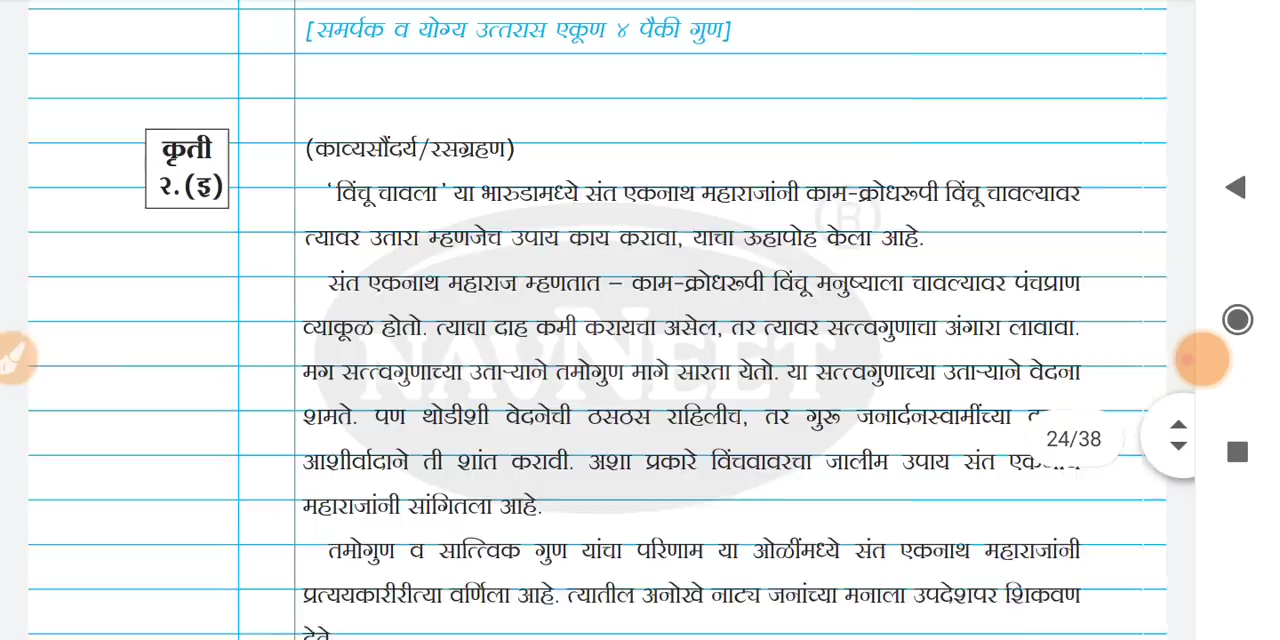 [समर्पक व योग्य उत्तरास एकूण ४ पैकी गुण]
कृती
२. (इ)
(काव्यसौंदर्य/रसग्रहण)
‘विंचू चावला’ या भारुडामध्ये संत एकनाथ महाराजांनी काम-क्रोधरूपी विंचू चावल्यावर
त्यावर उतारा म्हणजेच उपाय काय करावा, याचा ऊहापोह केला आहे.
संत एकनाथ महाराज म्हणतात – काम-क्रोधरूपी विंचू मनुष्याला चावल्यावर पंचप्राण
व्याकूळ होतो. त्याचा दाह कमी करायचा असेल, तर त्यावर सत्त्वगुणाचा अंगारा लावावा.
मग सत्त्वगुणाच्या उताऱ्याने तमोगुण मागे सारता येतो. या सत्त्वगुणाच्या उताऱ्याने वेदना
शमते. पण थोडीशी वेदनेची ठसठस राहिलीच, तर गुरू जनार्दनस्वामींच्या
24/38
आशीर्वादाने ती शांत करावी. अशा प्रकारे विंचवावरचा जालीम उपाय संत
महाराजांनी सांगितला आहे.
तमोगुण व सात्त्विक गुण यांचा परिणाम या ओळींमध्ये संत एकनाथ महाराजांनी
प्रत्ययकारीरीत्या वर्णिला आहे. त्यातील अनोखे नाट्य जनांच्या मनाला उपदेशपर शिकवण
NAVNEET
R